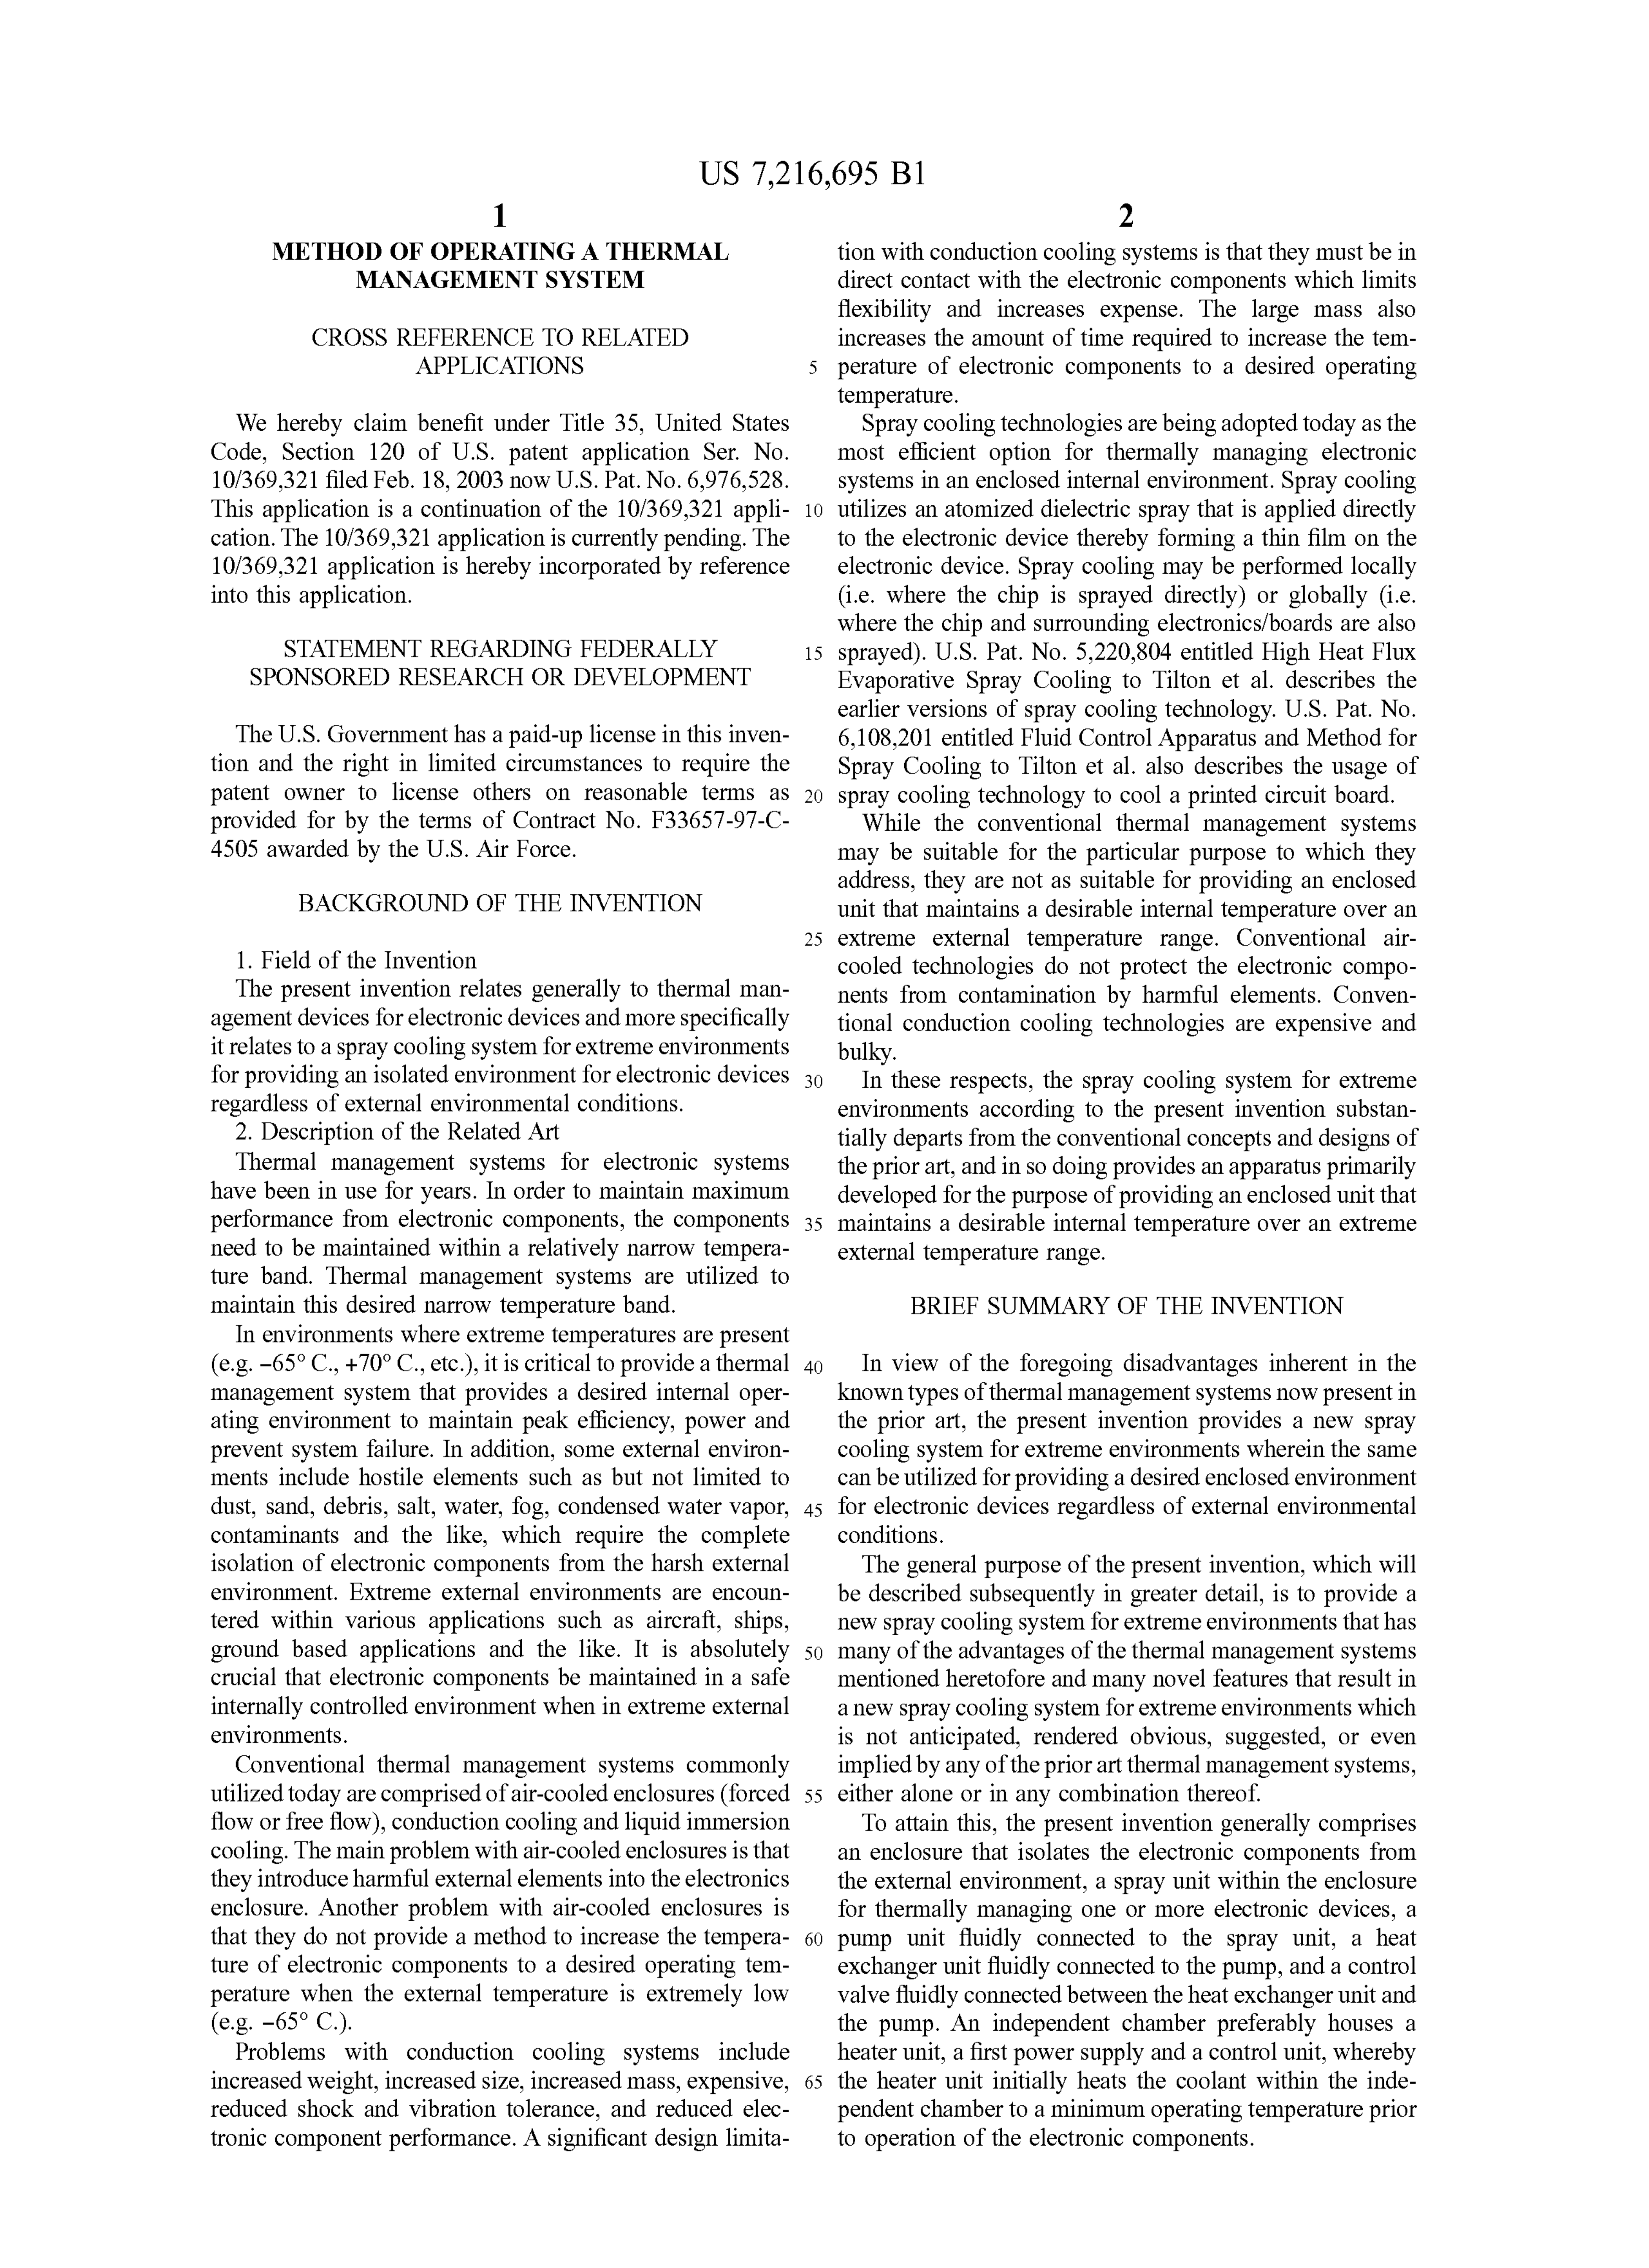 US 7,216,695 B1
1
METHOD OF OPERATING A THERMAL
MANAGEMENT SYSTEM
CROSS REFERENCE TO RELATED
APPLICATIONS
We hereby claim benefit under Title 35, United States
Code, Section 120 of U.S. patent application Ser. No.
10/369,321 filed Feb. 18, 2003 now U.S. Pat. No. 6,976,528.
This application is a continuation of the 10/369,321 appli-
cation. The 10/369,321 application is currently pending. The
10/369,321 application is hereby incorporated by reference
into this application.
STATEMENT REGARDING FEDERALLY
SPONSORED RESEARCH OR DEVELOPMENT
The U.S. Government has a paid-up license in this inven-
tion and the right in limited circumstances to require the
patent owner to license others on reasonable terms as
provided for by the terms of Contract No. F33657-97-C-
4505 awarded by the U.S. Air Force.
BACKGROUND OF THE INVENTION
1. Field of the Invention
The present invention relates generally to thermal man-
agement devices for electronic devices and more specifically
it relates to a spray cooling system for extreme environments
for providing an isolated environment for electronic devices
regardless of external environmental conditions.
2. Description of the Related Art
Thermal management systems for electronic systems
have been in use for years. In order to maintain maximum
performance from electronic components, the components
need to be maintained within a relatively narrow tempera-
ture band. Thermal management systems are utilized to
maintain this desired narrow temperature band.
In environments where extreme temperatures are present
(e.g. −65° C., +70° C., etc.), it is critical to provide a thermal
management system that provides a desired internal oper-
ating environment to maintain peak efficiency, power and
prevent system failure. In addition, some external environ-
ments include hostile elements such as but not limited to
dust, sand, debris, salt, water, fog, condensed water vapor,
contaminants and the like, which require the complete
isolation of electronic components from the harsh external
environment. Extreme external environments are encoun-
tered within various applications such as aircraft, ships,
ground based applications and the like. It is absolutely
crucial that electronic components be maintained in a safe
internally controlled environment when in extreme external
environments.
Conventional thermal management systems commonly
utilized today are comprised of air-cooled enclosures (forced
flow or free flow), conduction cooling and liquid immersion
cooling. The main problem with air-cooled enclosures is that
they introduce harmful external elements into the electronics
enclosure. Another problem with air-cooled enclosures is
that they do not provide a method to increase the tempera-
ture of electronic components to a desired operating tem-
perature when the external temperature is extremely low
(e.g. −65° C.).
Problems with conduction cooling systems include
increased weight, increased size, increased mass, expensive,
reduced shock and vibration tolerance, and reduced elec-
tronic component performance. A significant design limita-
2
tion with conduction cooling systems is that they must be in
direct contact with the electronic components which limits
flexibility and increases expense. The large mass also
increases the amount of time required to increase the tem-
5 perature of electronic components to a desired operating
temperature.
Spray cooling technologies are being adopted today as the
most efficient option for thermally managing electronic
systems in an enclosed internal environment. Spray cooling
10 utilizes an atomized dielectric spray that is applied directly
to the electronic device thereby forming a thin film on the
electronic device. Spray cooling may be performed locally
(i.e. where the chip is sprayed directly) or globally (i.e.
where the chip and surrounding electronics/boards are also
15 sprayed). U.S. Pat. No. 5,220,804 entitled High Heat Flux
Evaporative Spray Cooling to Tilton et al. describes the
earlier versions of spray cooling technology. U.S. Pat. No.
6,108,201 entitled Fluid Control Apparatus and Method for
Spray Cooling to Tilton et al. also describes the usage of
20 spray cooling technology to cool a printed circuit board.
While the conventional thermal management systems
may be suitable for the particular purpose to which they
address, they are not as suitable for providing an enclosed
unit that maintains a desirable internal temperature over an
25 extreme external temperature range. Conventional air-
cooled technologies do not protect the electronic compo-
nents from contamination by harmful elements. Conven-
tional conduction cooling technologies are expensive and
bulky.
30 In these respects, the spray cooling system for extreme
environments according to the present invention substan-
tially departs from the conventional concepts and designs of
the prior art, and in so doing provides an apparatus primarily
developed for the purpose of providing an enclosed unit that
35 maintains a desirable internal temperature over an extreme
external temperature range.
BRIEF SUMMARY OF THE INVENTION
40 In view of the foregoing disadvantages inherent in the
known types of thermal management systems now present in
the prior art, the present invention provides a new spray
cooling system for extreme environments wherein the same
can be utilized for providing a desired enclosed environment
45 for electronic devices regardless of external environmental
conditions.
The general purpose of the present invention, which will
be described subsequently in greater detail, is to provide a
new spray cooling system for extreme environments that has
50 many of the advantages of the thermal management systems
mentioned heretofore and many novel features that result in
a new spray cooling system for extreme environments which
is not anticipated, rendered obvious, suggested, or even
implied by any of the prior art thermal management systems,
55 either alone or in any combination thereof.
To attain this, the present invention generally comprises
an enclosure that isolates the electronic components from
the external environment, a spray unit within the enclosure
for thermally managing one or more electronic devices, a
60 pump unit fluidly connected to the spray unit, a heat
exchanger unit fluidly connected to the pump, and a control
valve fluidly connected between the heat exchanger unit and
the pump. An independent chamber preferably houses a
heater unit, a first power supply and a control unit, whereby
65 the heater unit initially heats the coolant within the inde-
pendent chamber to a minimum operating temperature prior
to operation of the electronic components.